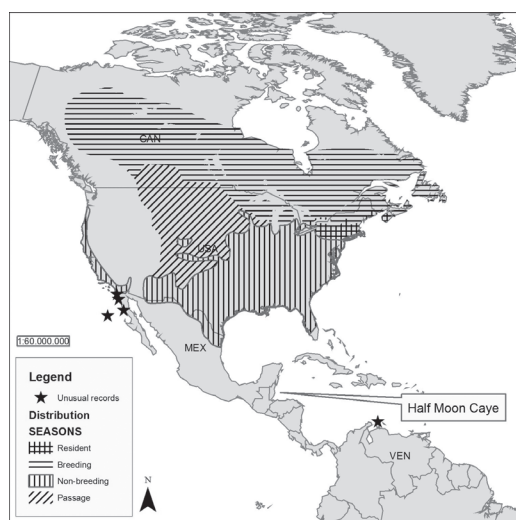 CAN
USA
1:60.000.000
MEX
Half Moon Caye
VEN
Legend
Unusual records
Distribution
SEASONS
Resident
Breeding
Non-breeding
Passage
N